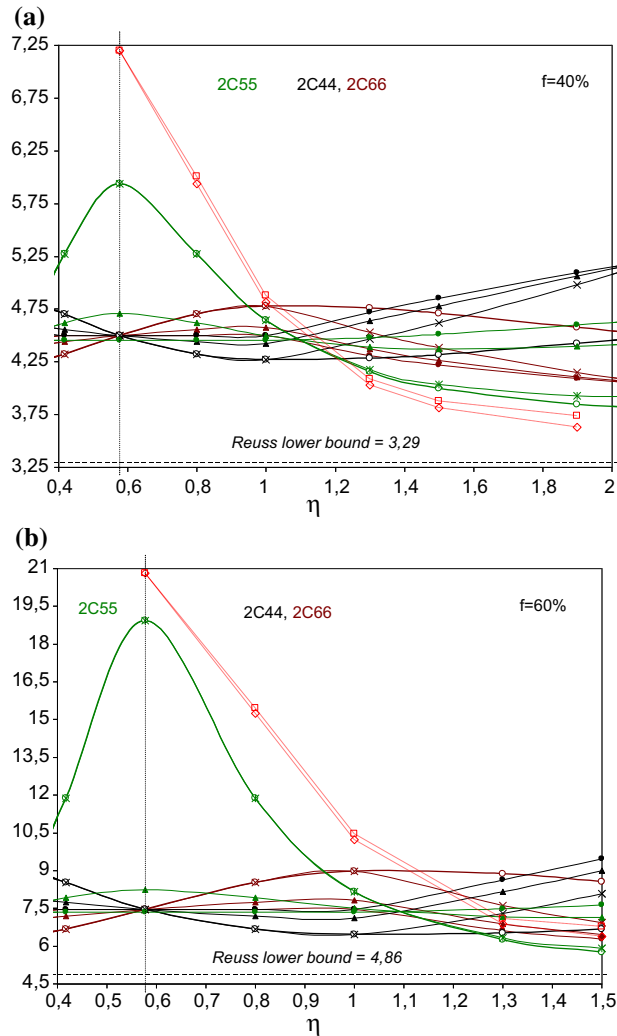 (a)
7,25
2C55 2C44, 2C66 f=40%
6,75
6,25
5,75
5,25
4,75
4,25
3,75
Reuss lower bound = 3,29
3,25
0,4 0,6 0,8 1 1,2 1,4 1,6 1,8 2
η
(b)
21
2C55 2C44, 2C66 f=60%
19,5
18
16,5
15
13,5
12
10,5
9
7,5
6
Reuss lower bound = 4,86
4,5
0,4 0,5 0,6 0,7 0,8 0,9 1 1,1 1,2 1,3 1,4 1,5
η